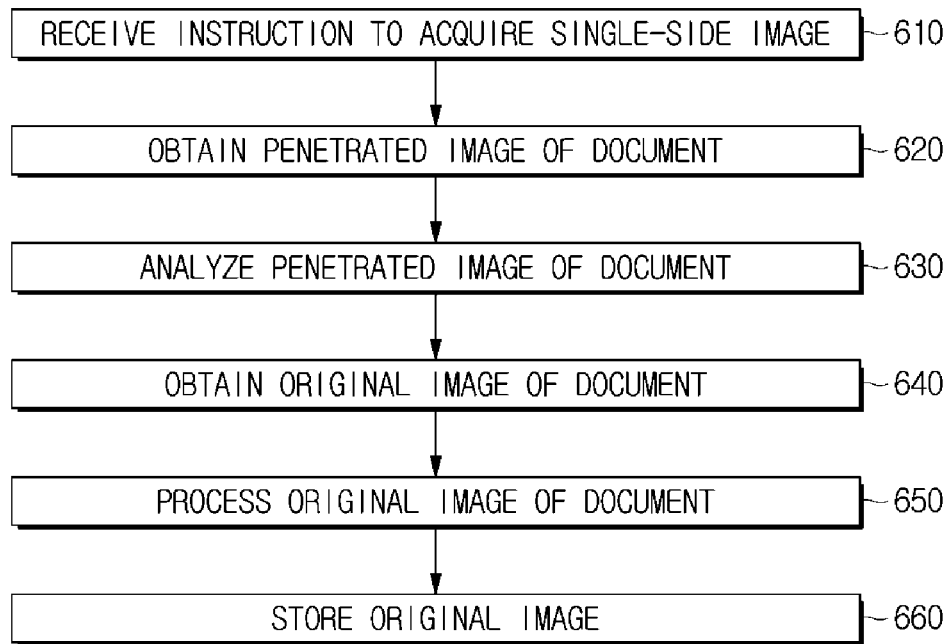 RECEIVE INSTRUCTION TO ACQUIRE SINGLE-SIDE IMAGE 610
OBTAIN PENETRATED IMAGE OF DOCUMENT 620
ANALYZE PENETRATED IMAGE OF DOCUMENT 630
OBTAIN ORIGINAL IMAGE OF DOCUMENT 640
PROCESS ORIGINAL IMAGE OF DOCUMENT 650
STORE ORIGINAL IMAGE 660